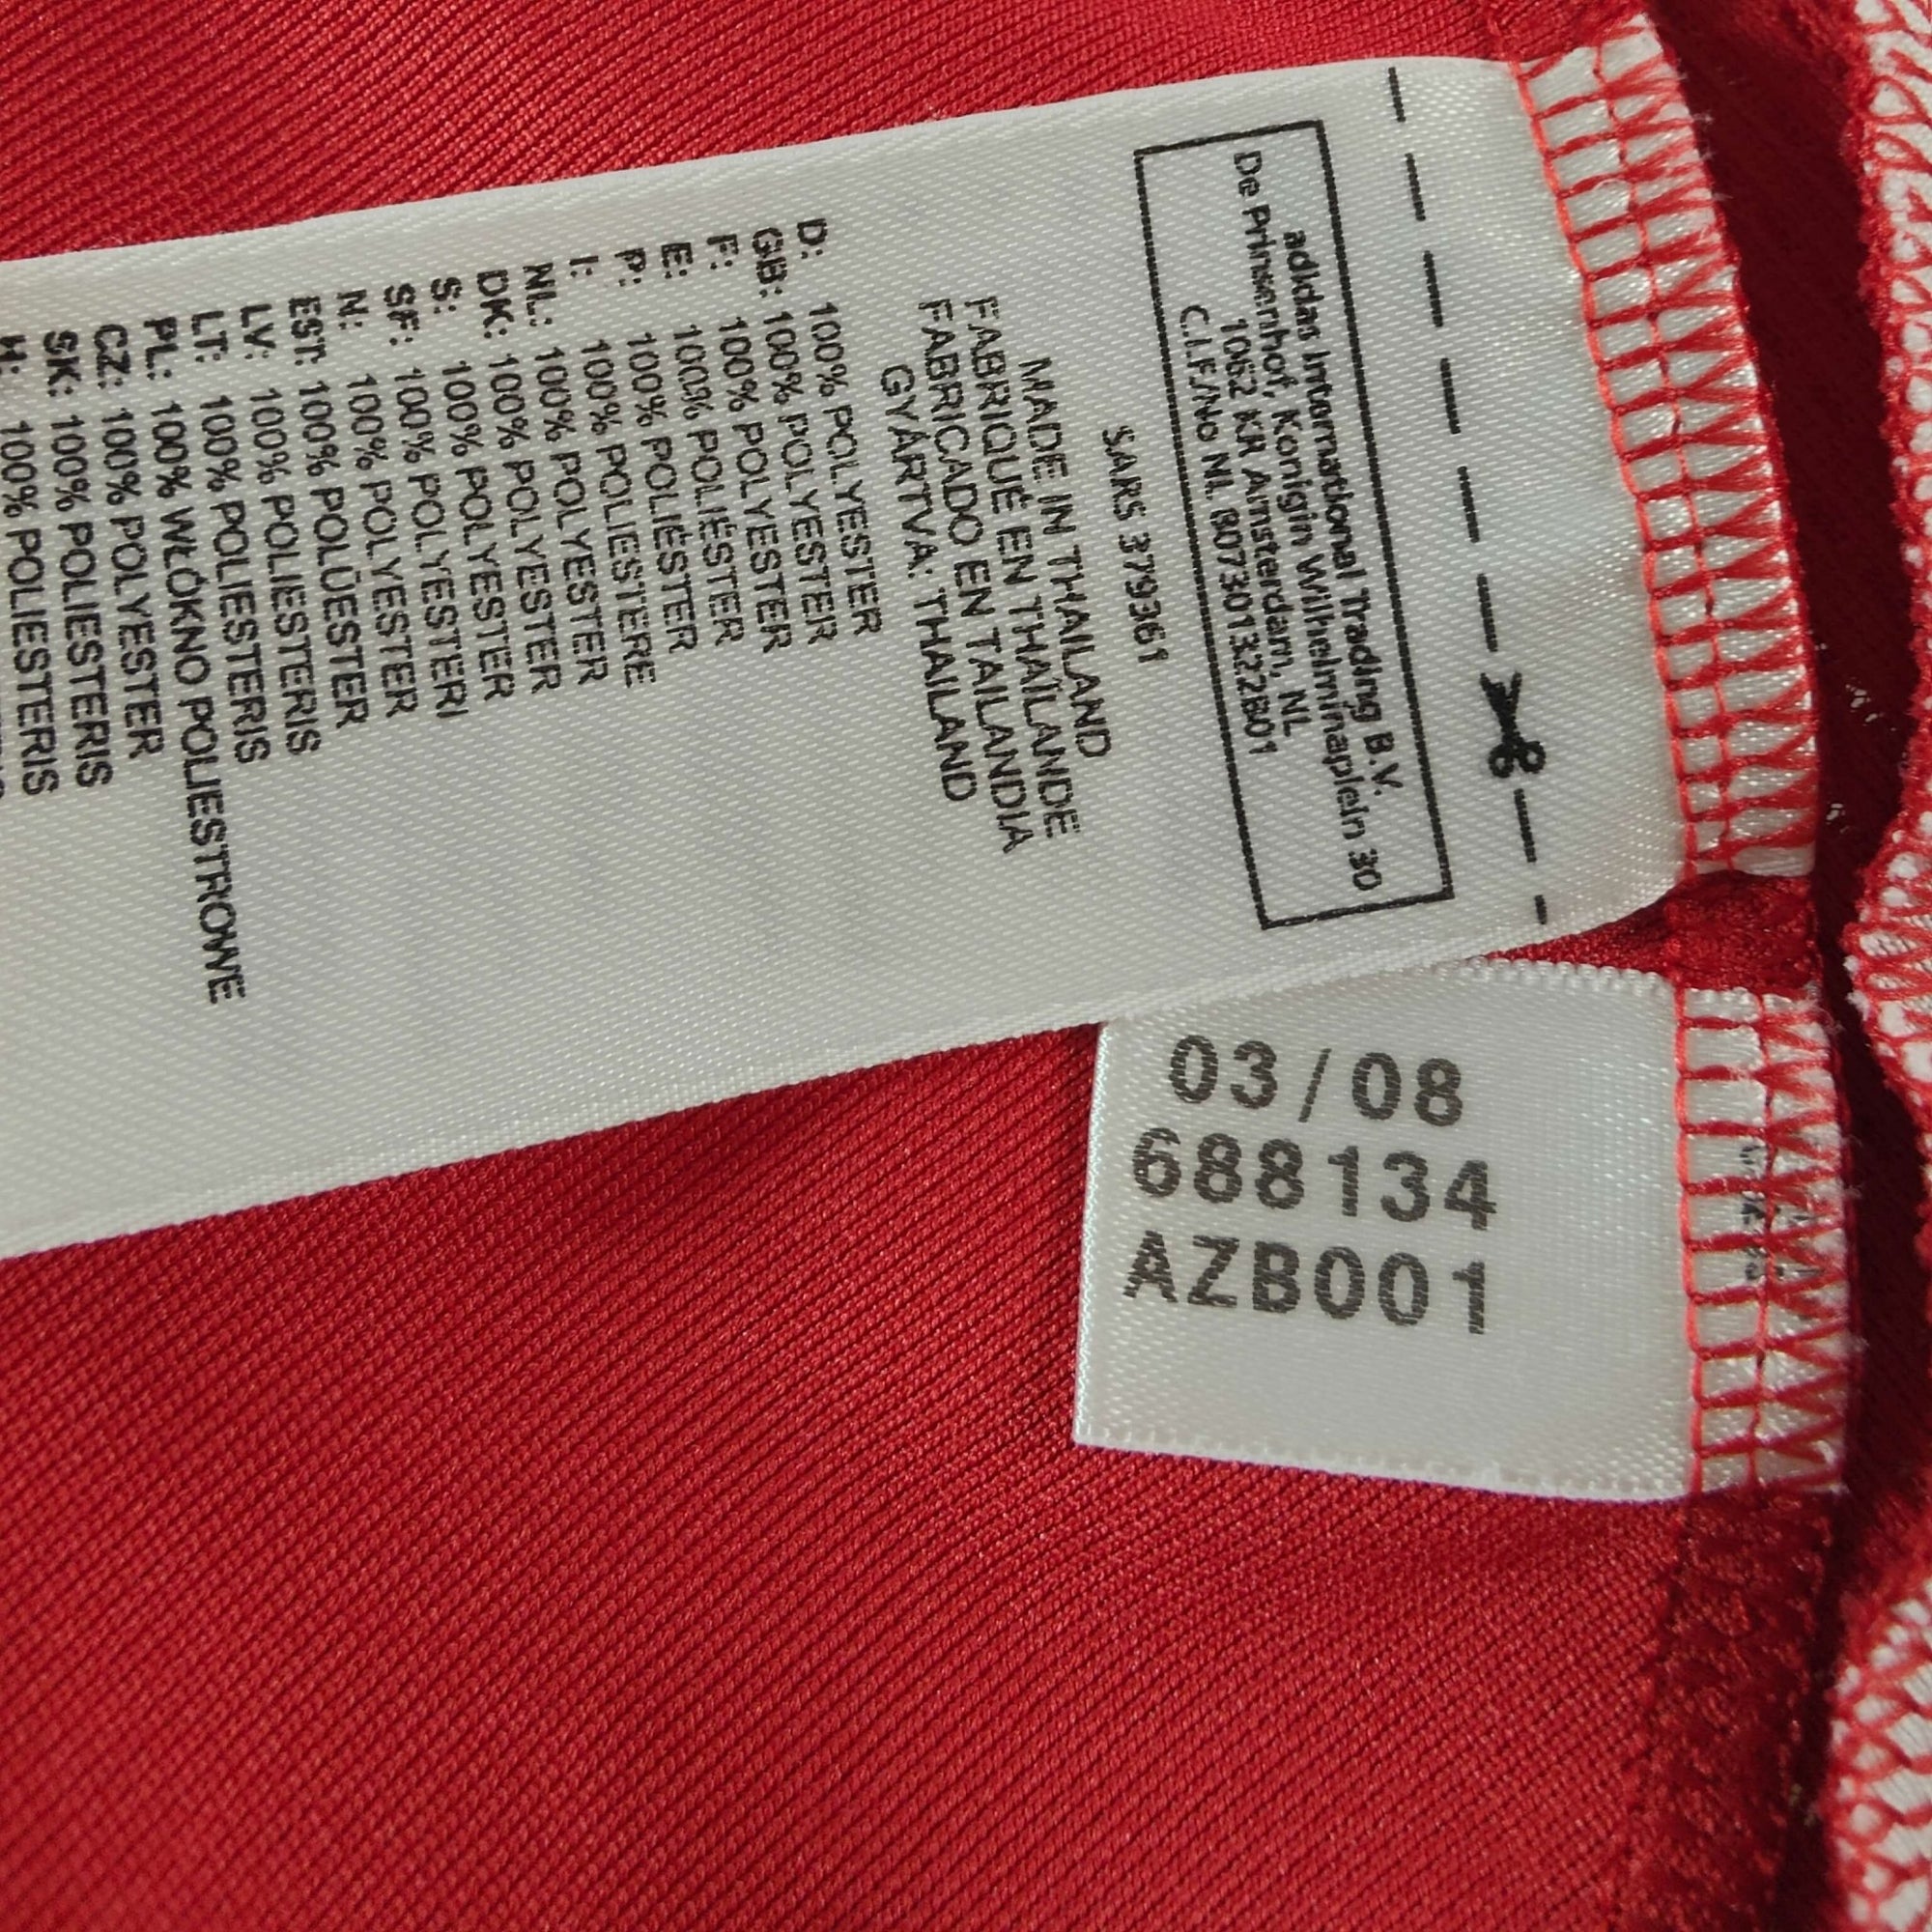 adidas International Trading B.V.
De Prinsenhof, Konigin Wilhelminaplein 30
1062 KR Amsterdam, NL
C.I.F./No NL 807301322B01
SARS 379361
MADE IN THAILAND
FABRIQUÉ EN THAÏLANDE
FABRICADO EN TAILANDIA
GYÁRTVA: THAILAND
D: 100% POLYESTER
GB: 100% POLYESTER
F: 100% POLYESTER
E: 100% POLIÉSTER
P: 100% POLIÉSTER
I: 100% POLIESTERE
NL: 100% POLYESTER
DK: 100% POLYESTER
S: 100% POLYESTER
SF: 100% POLYESTERI
N: 100% POLYESTER
EST: 100% POLÜESTER
LV: 100% POLIESTERIS
LT: 100% POLIESTERIS
PL: 100% WŁÓKNO POLIESTROWE
CZ: 100% POLYESTER
SK: 100% POLIESTERIS
H: 100% POLIESTERIS
03/08
688134
AZB001